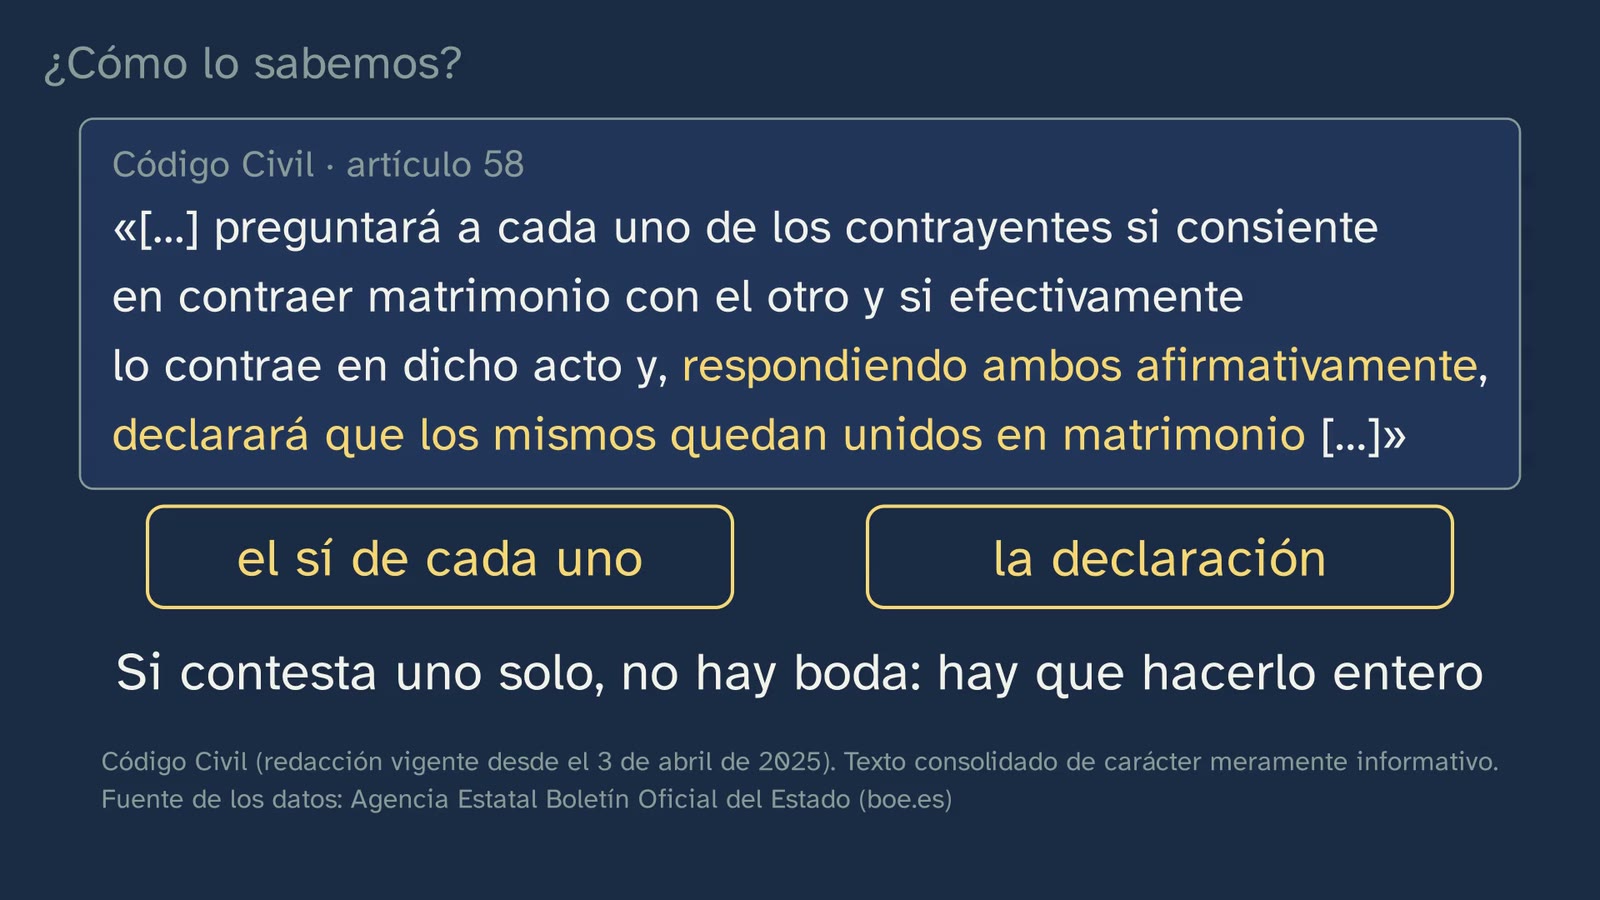 ¿Cómo lo sabemos?
Código Civil · artículo 58
«[...] preguntará a cada uno de los contrayentes si consiente
en contraer matrimonio con el otro y si efectivamente
lo contrae en dicho acto y, respondiendo ambos afirmativamente,
declarará que los mismos quedan unidos en matrimonio [...]»
el sí de cada uno
la declaración
Si contesta uno solo, no hay boda: hay que hacerlo entero
Código Civil (redacción vigente desde el 3 de abril de 2025). Texto consolidado de carácter meramente informativo.
Fuente de los datos: Agencia Estatal Boletín Oficial del Estado (boe.es)